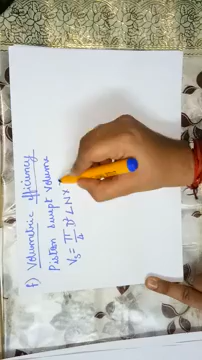 f) Volumetric efficiency
Piston swept volume
Vs = π/4 D² L N x